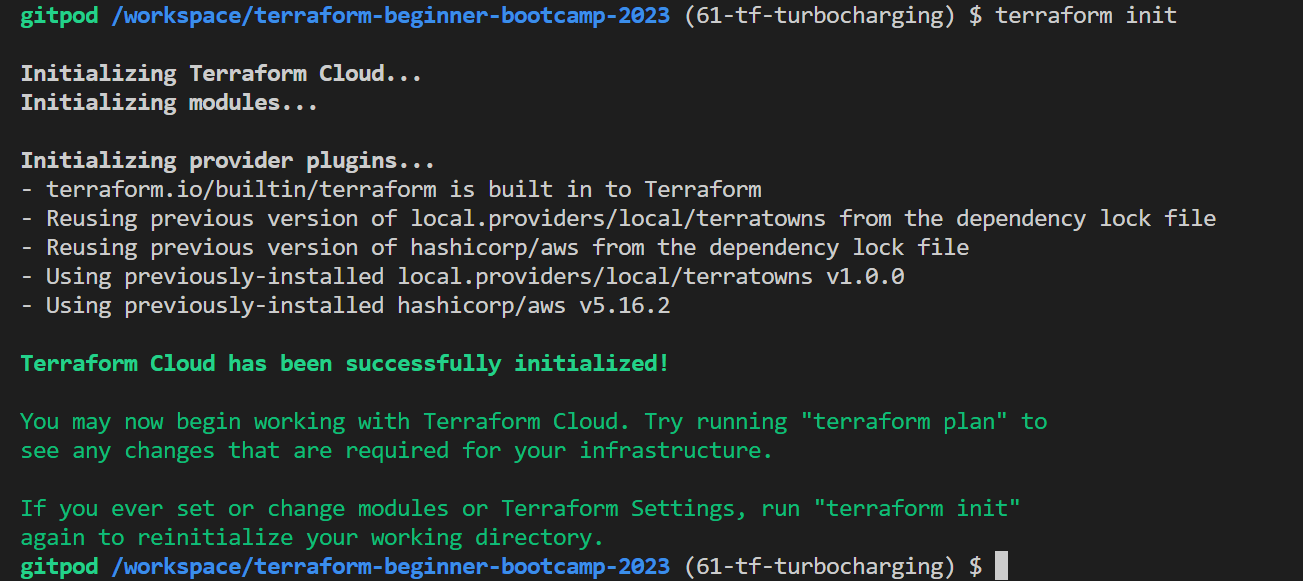 gitpod /workspace/terraform-beginner-bootcamp-2023 (61-tf-turbocharging) $ terraform init
Initializing Terraform Cloud...
Initializing modules...
Initializing provider plugins...
- terraform.io/builtin/terraform is built in to Terraform
- Reusing previous version of local.providers/local/terratowns from the dependency lock file
- Reusing previous version of hashicorp/aws from the dependency lock file
- Using previously-installed local.providers/local/terratowns v1.0.0
- Using previously-installed hashicorp/aws v5.16.2
Terraform Cloud has been successfully initialized!
You may now begin working with Terraform Cloud. Try running "terraform plan" to
see any changes that are required for your infrastructure.
If you ever set or change modules or Terraform Settings, run "terraform init"
again to reinitialize your working directory.
gitpod /workspace/terraform-beginner-bootcamp-2023 (61-tf-turbocharging) $